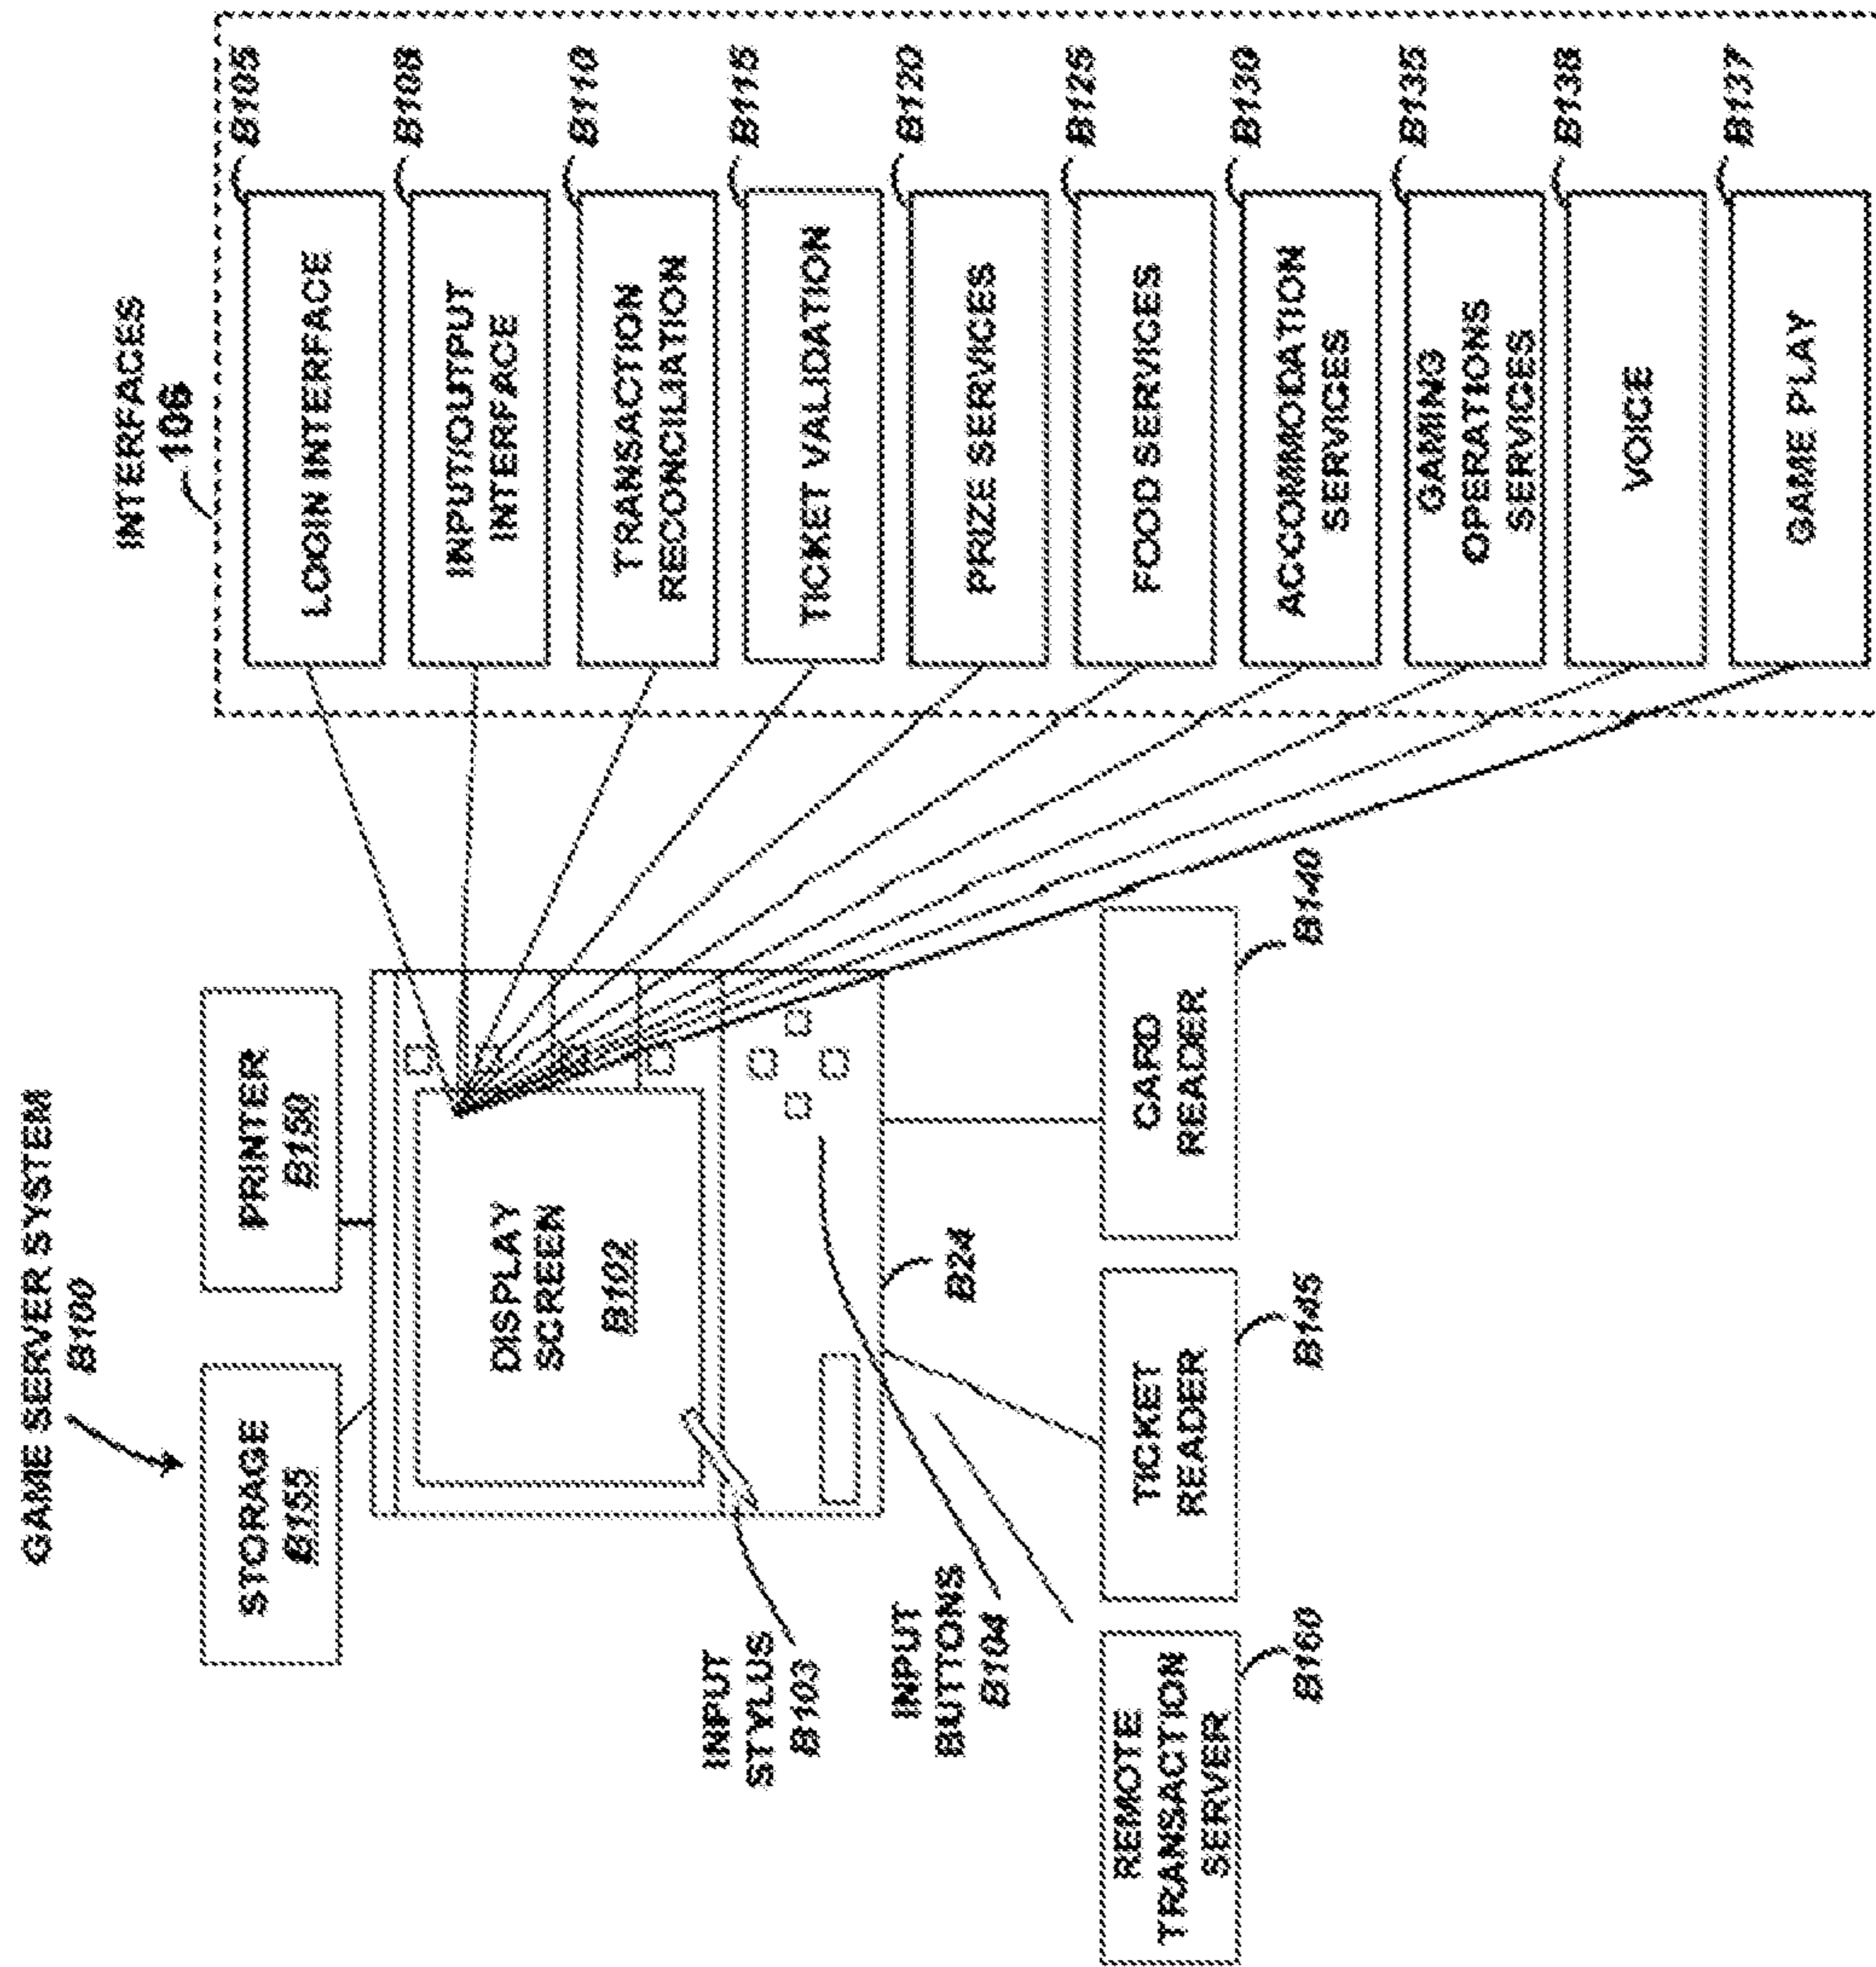 GAME SERVER SYSTEM
B100
STORAGE
B155
PRINTER
B150
DISPLAY
SCREEN
B102
INPUT
STYLUS
B103
INPUT
BUTTONS
B104
B24
REMOTE
TRANSACTION
SERVER
B160
TICKET
READER
B145
CARD
READER
B140
INTERFACES
106
LOGIN INTERFACE
B105
INPUTIOUTPUT
INTERFACE
B108
TRANSACTION
RECONCILIATION
B110
TICKET VALIDATION
B115
PRIZE SERVICES
B120
FOOD SERVICES
B125
ACCOMMODATION
SERVICES
B130
GAMING
OPERATIONS
SERVICES
B135
VOICE
B138
GAME PLAY
B137